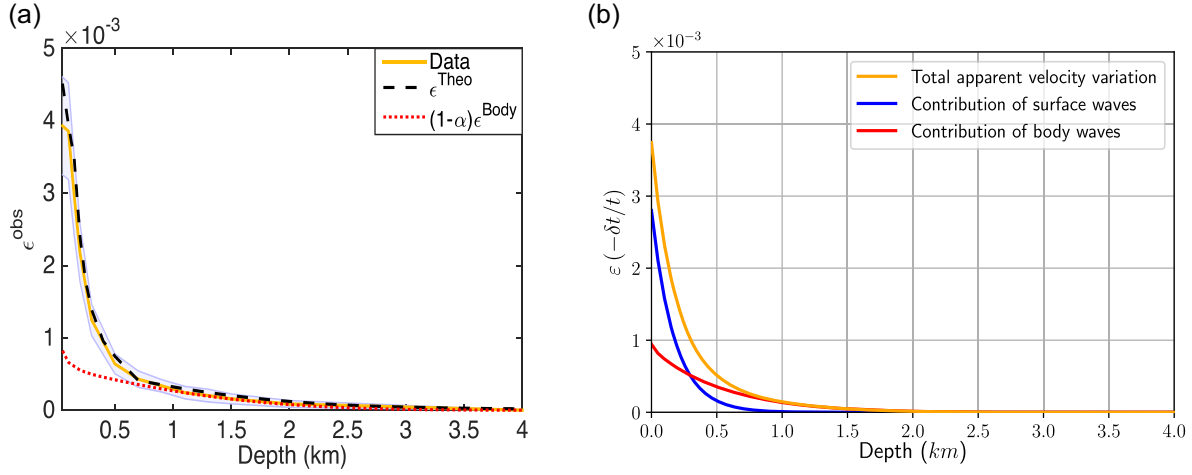 (a)
×10⁻³
5
4
3
2
1
0
ϵᵒᵇˢ
0.5
1
1.5
2
2.5
3
3.5
4
Depth (km)
Data
ϵᵀʰᵉᵒ
(1-α)ϵᴮᵒᵈʸ
(b)
×10⁻³
5
4
3
2
1
0
ε (−δt/t)
0.0
0.5
1.0
1.5
2.0
2.5
3.0
3.5
4.0
Depth (km)
Total apparent velocity variation
Contribution of surface waves
Contribution of body waves